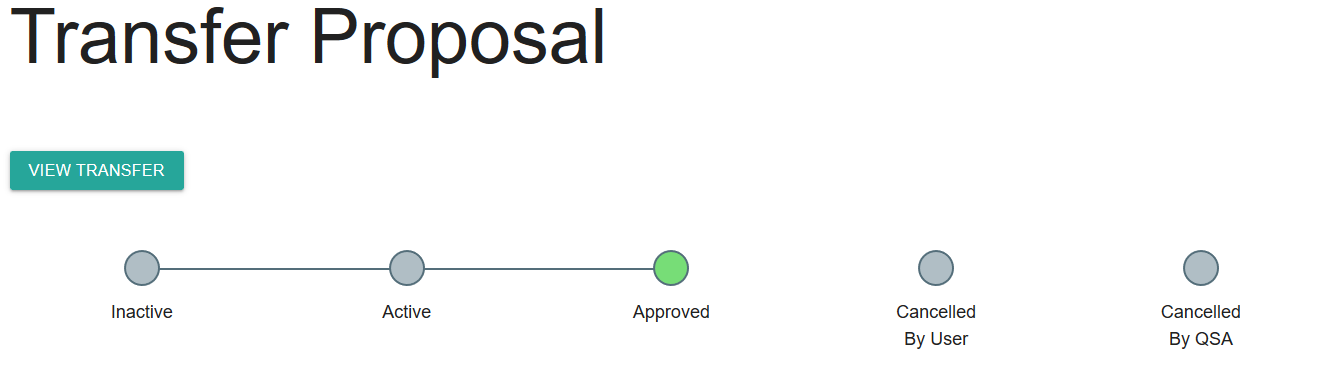 Transfer Proposal
VIEW TRANSFER
Inactive
Active
Approved
Cancelled
By User
Cancelled
By QSA